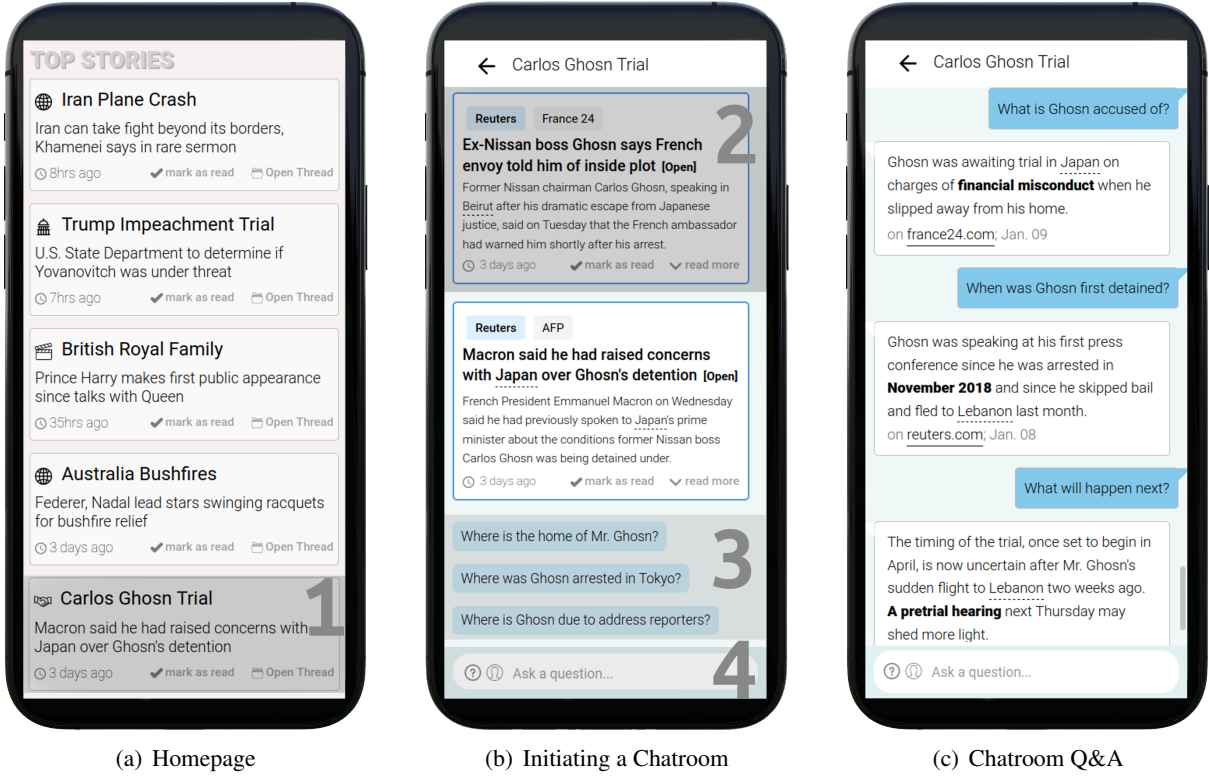 TOP STORIES
Iran Plane Crash
Iran can take fight beyond its borders,
Khamenei says in rare sermon
8hrs ago mark as read Open Thread
Trump Impeachment Trial
U.S. State Department to determine if
Yovanovitch was under threat
7hrs ago mark as read Open Thread
British Royal Family
Prince Harry makes first public appearance
since talks with Queen
35hrs ago mark as read Open Thread
Australia Bushfires
Federer, Nadal lead stars swinging racquets
for bushfire relief
3 days ago mark as read Open Thread
Carlos Ghosn Trial
1
Macron said he had raised concerns with
Japan over Ghosn's detention
3 days ago mark as read Open Thread
(a) Homepage
Carlos Ghosn Trial
Reuters France 24
2
Ex-Nissan boss Ghosn says French
envoy told him of inside plot [Open]
Former Nissan chairman Carlos Ghosn, speaking in
Beirut after his dramatic escape from Japanese
justice, said on Tuesday that the French ambassador
had warned him shortly after his arrest.
3 days ago mark as read read more
Reuters AFP
Macron said he had raised concerns
with Japan over Ghosn's detention [Open]
French President Emmanuel Macron on Wednesday
said he had previously spoken to Japan's prime
minister about the conditions former Nissan boss
Carlos Ghosn was being detained under.
3 days ago mark as read read more
Where is the home of Mr. Ghosn?
Where was Ghosn arrested in Tokyo?
3
Where is Ghosn due to address reporters?
Ask a question...
4
(b) Initiating a Chatroom
Carlos Ghosn Trial
What is Ghosn accused of?
Ghosn was awaiting trial in Japan on
charges of financial misconduct when he
slipped away from his home.
on france24.com; Jan. 09
When was Ghosn first detained?
Ghosn was speaking at his first press
conference since he was arrested in
November 2018 and since he skipped bail
and fled to Lebanon last month.
on reuters.com; Jan. 08
What will happen next?
The timing of the trial, once set to begin in
April, is now uncertain after Mr. Ghosn's
sudden flight to Lebanon two weeks ago.
A pretrial hearing next Thursday may
shed more light.
Ask a question...
(c) Chatroom Q&A